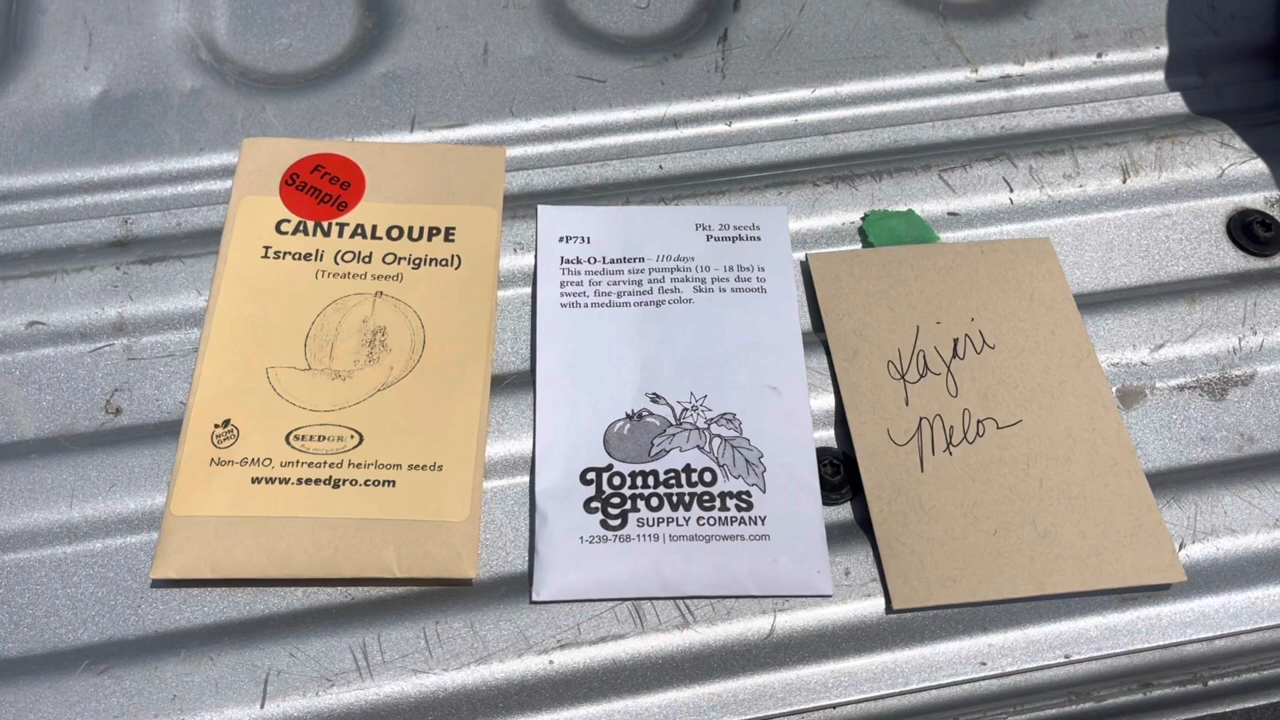 Free
Sample
CANTALOUPE
Israeli (Old Original)
(Treated seed)
NON
GMO
SEEDGR
Non-GMO, untreated heirloom seeds
www.seedgro.com
#P731
Pkt. 20 seeds
Pumpkins
Jack-O-Lantern – 110 days
This medium size pumpkin (10 – 18 lbs) is
great for carving and making pies due to
sweet, fine-grained flesh. Skin is smooth
with a medium orange color.
Tomato
Growers
SUPPLY COMPANY
1-239-768-1119 | tomatogrowers.com
Kajari
Melon